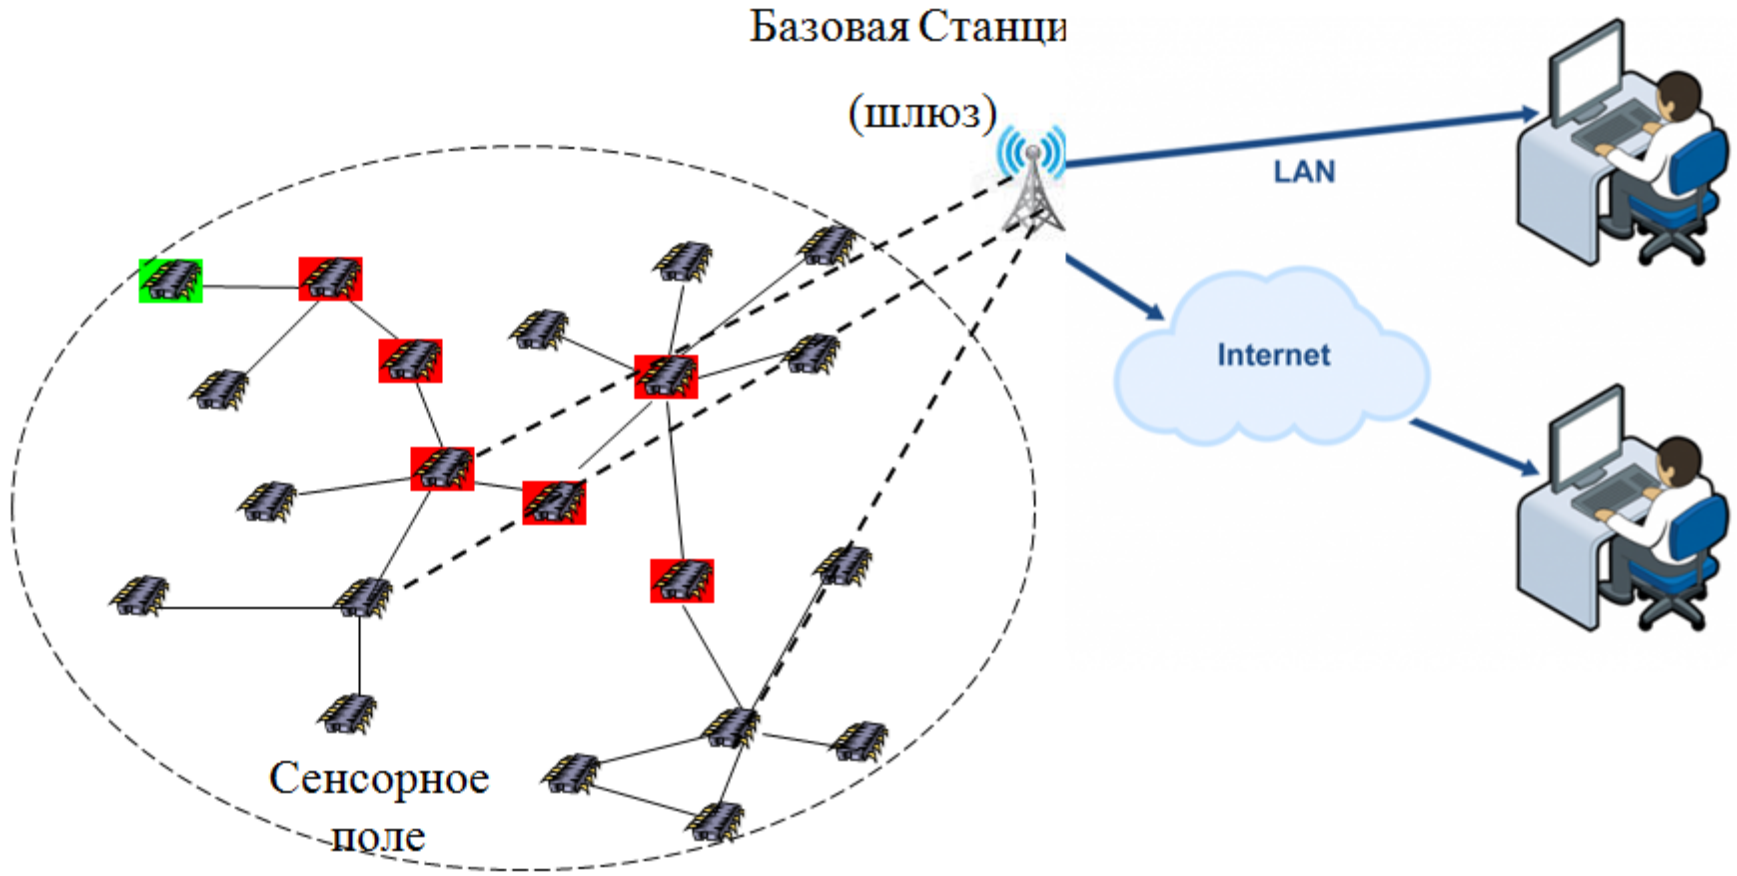 Базовая Станци
(шлюз)
LAN
Internet
Сенсорное
поле